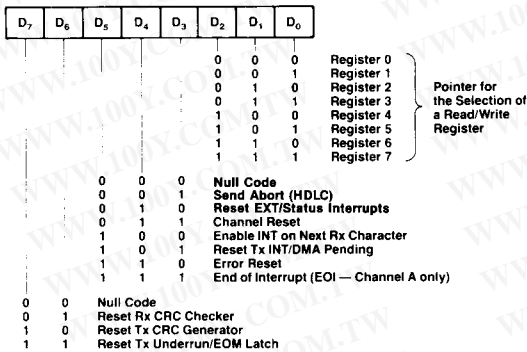 D7 D6 D5 D4 D3 D2 D1 D0
0 0 0 Register 0
0 0 1 Register 1
0 1 0 Register 2
0 1 1 Register 3
1 0 0 Register 4
1 0 1 Register 5
1 1 0 Register 6
1 1 1 Register 7
Pointer for
the Selection of
a Read/Write
Register
0 0 0 Null Code
0 0 1 Send Abort (HDLC)
0 1 0 Reset EXT/Status Interrupts
0 1 1 Channel Reset
1 0 0 Enable INT on Next Rx Character
1 0 1 Reset Tx INT/DMA Pending
1 1 0 Error Reset
1 1 1 End of Interrupt (EOI — Channel A only)
0 0 Null Code
0 1 Reset Rx CRC Checker
1 0 Reset Tx CRC Generator
1 1 Reset Tx Underrun/EOM Latch